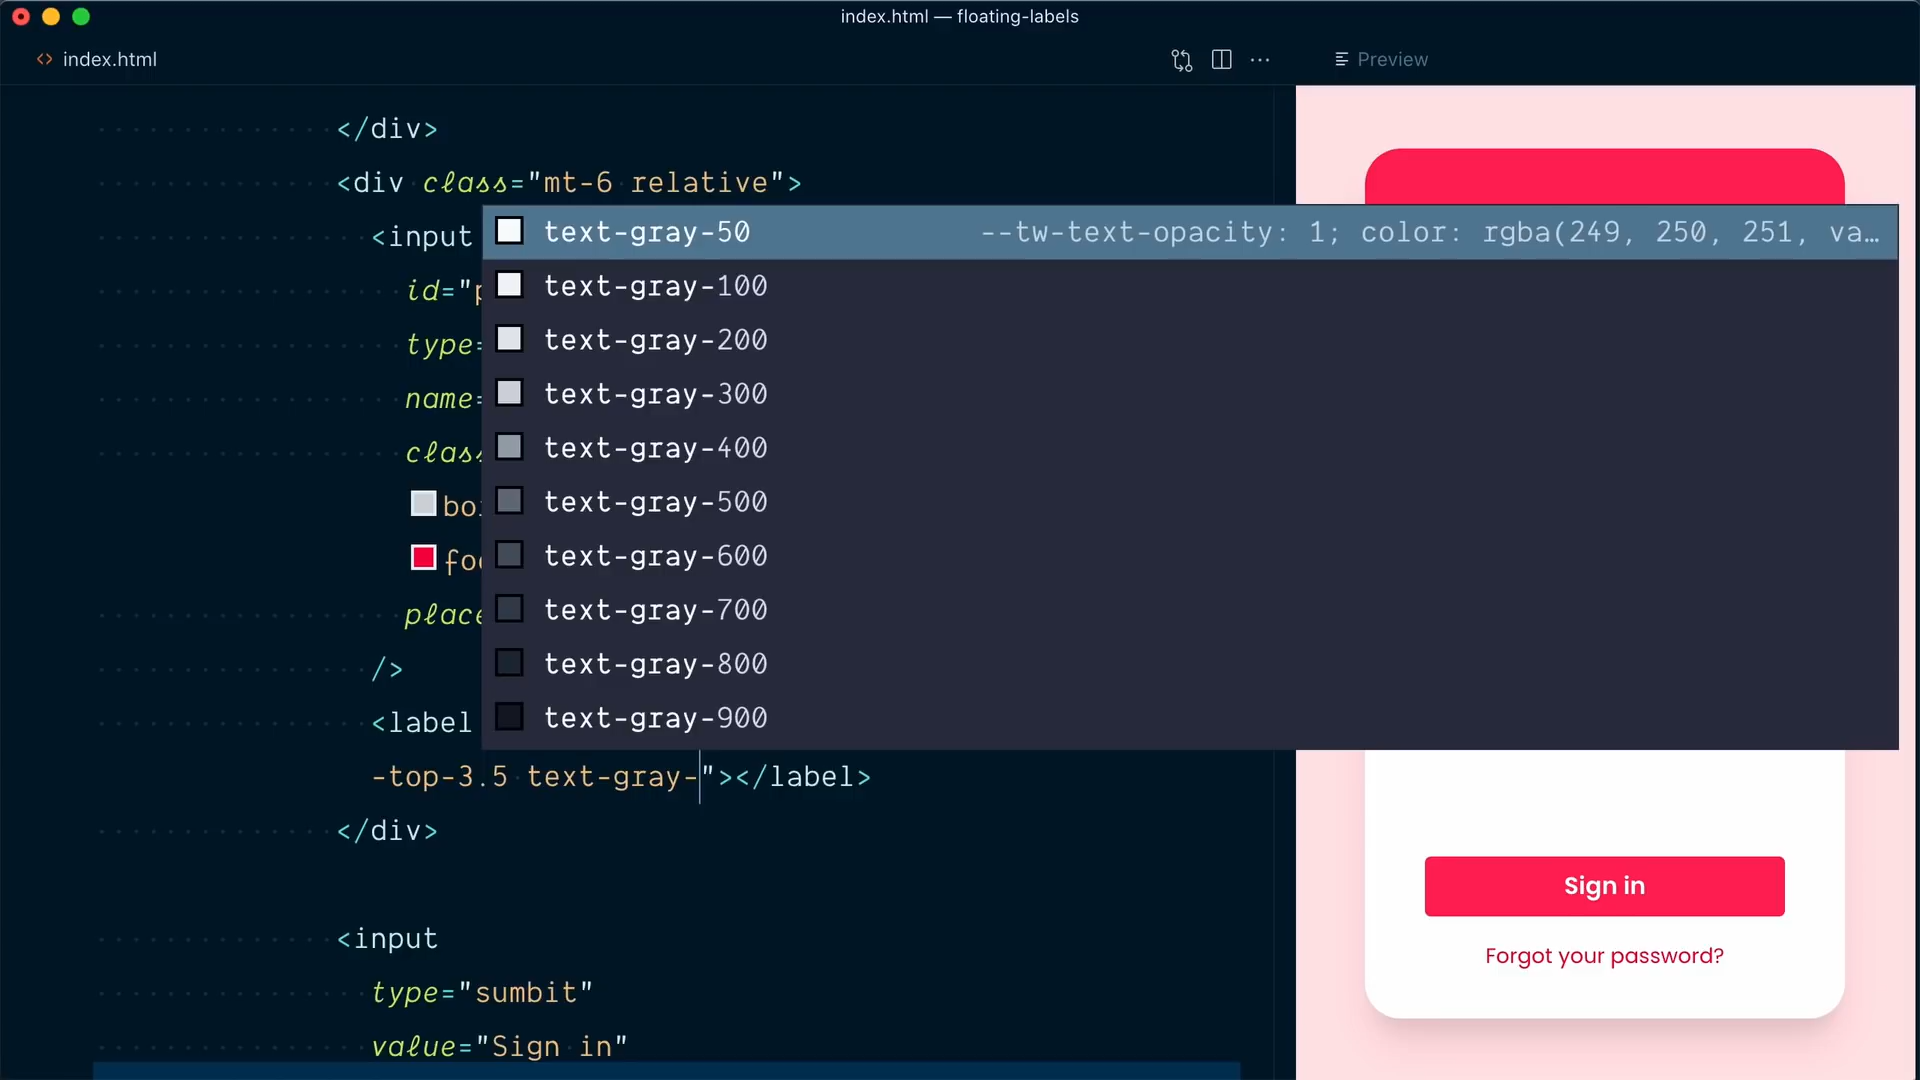 index.html — floating-labels
index.html
Preview
</div>
<div class="mt-6 relative">
<input
id="p
type=
name=
class
bor
foc
place
/>
<label
text-gray-50 --tw-text-opacity: 1; color: rgba(249, 250, 251, va…
text-gray-100
text-gray-200
text-gray-300
text-gray-400
text-gray-500
text-gray-600
text-gray-700
text-gray-800
text-gray-900
-top-3.5 text-gray-"></label>
</div>
<input
type="sumbit"
value="Sign in"
Sign in
Forgot your password?